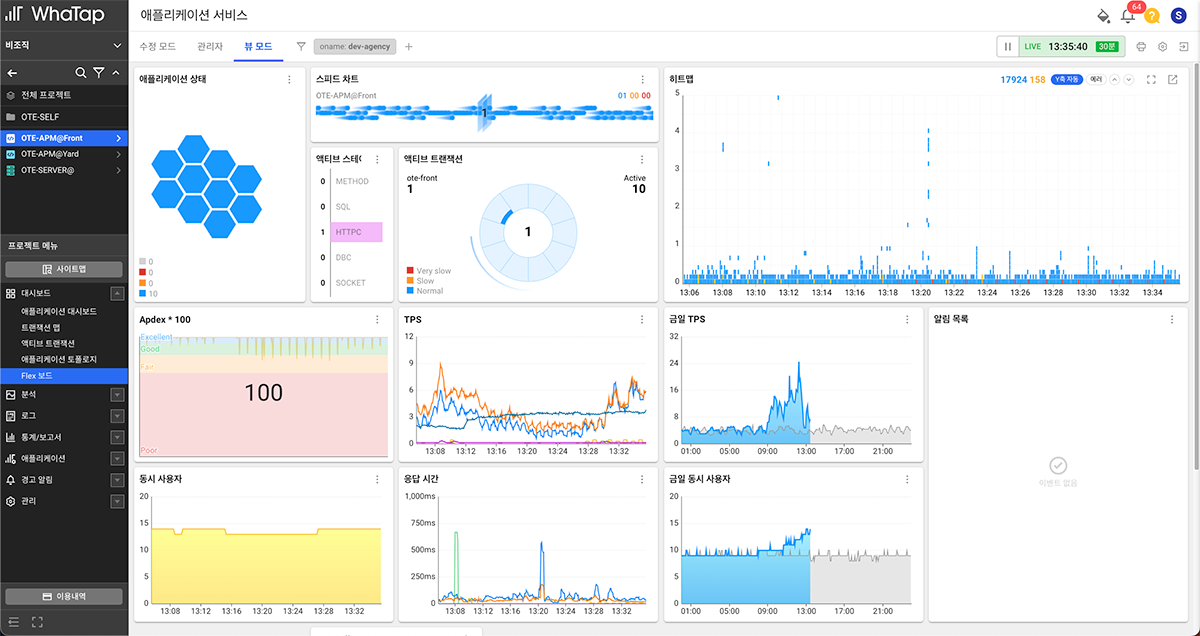 WhaTap
애플리케이션 서비스
64
?
S
비조직
수정 모드
관리자
뷰 모드
oname: dev-agency
+
LIVE 13:35:40 30분
전체 프로젝트
OTE-SELF
OTE-APM@Front
OTE-APM@Yard
OTE-SERVER@
프로젝트 메뉴
사이트맵
대시보드
애플리케이션 대시보드
트랜잭션 맵
액티브 트랜잭션
애플리케이션 토폴로지
Flex 보드
분석
로그
통계/보고서
애플리케이션
경고 알림
관리
이용내역
애플리케이션 상태
0
0
0
10
스피드 차트
OTE-APM@Front
01 00 00
1
액티브 스테
0 METHOD
0 SQL
1 HTTPC
0 DBC
0 SOCKET
액티브 트랜잭션
ote-front
1
Active
10
1
Very slow
Slow
Normal
히트맵
17924 158
Y축 자동
에러
5
4
3
2
1
0
13:06 13:08 13:10 13:12 13:14 13:16 13:18 13:20 13:22 13:24 13:26 13:28 13:30 13:32 13:34
Apdex * 100
Excellent
Good
Fair
100
Poor
TPS
12
9
6
3
0
13:08 13:12 13:16 13:20 13:24 13:28 13:32
금일 TPS
32
24
16
8
0
01:00 05:00 09:00 13:00 17:00 21:00
알림 목록
이벤트 없음
동시 사용자
20
15
10
5
0
13:08 13:12 13:16 13:20 13:24 13:28 13:32
응답 시간
1,000ms
750ms
500ms
250ms
0
13:08 13:12 13:16 13:20 13:24 13:28 13:32
금일 동시 사용자
20
15
10
5
0
01:00 05:00 09:00 13:00 17:00 21:00